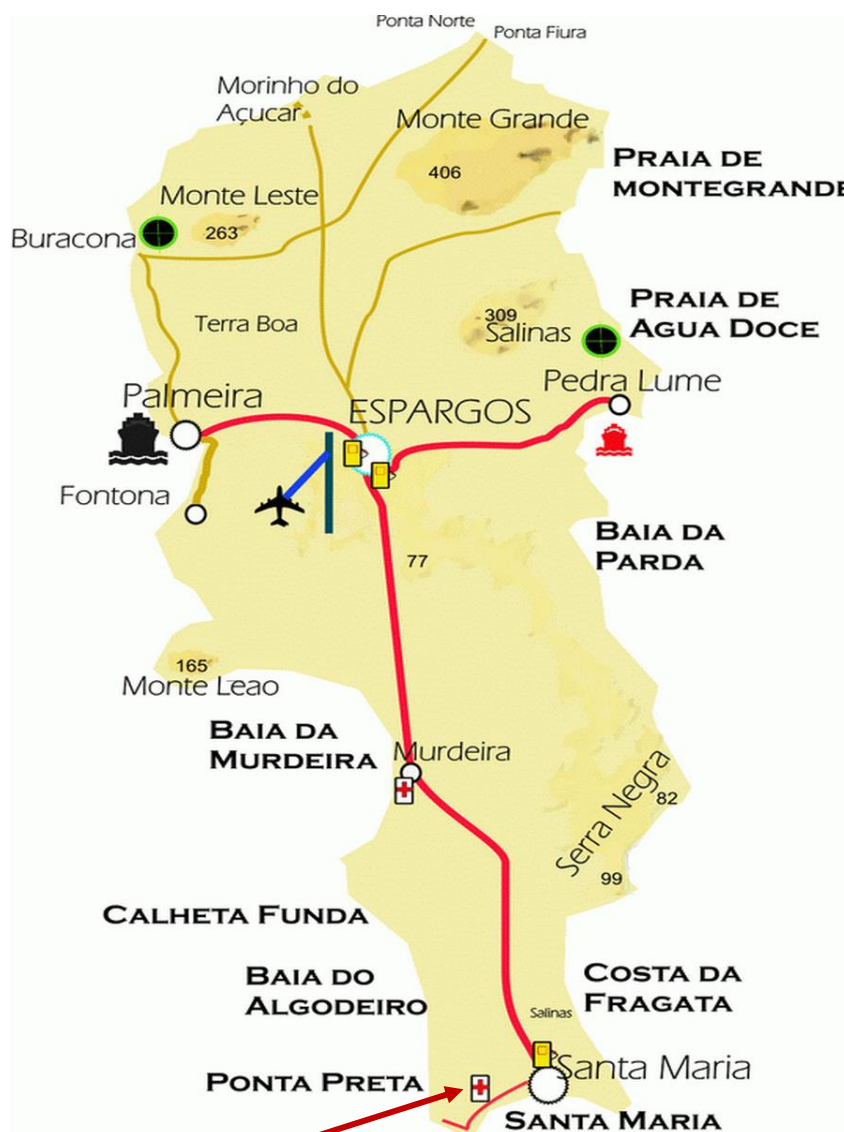 Ponta Norte
Ponta Fiura
Morinho do
Açucar
Monte Grande
406
PRAIA DE
MONTEGRANDE
Monte Leste
263
Buracona
309
Salinas
PRAIA DE
AGUA DOCE
Terra Boa
Pedra Lume
Palmeira
ESPARGOS
Fontona
BAIA DA
PARDA
77
165
Monte Leao
BAIA DA
MURDEIRA
Murdeira
Serra Negra
82
99
CALHETA FUNDA
BAIA DO
ALGODEIRO
COSTA DA
FRAGATA
Salinas
Santa Maria
PONTA PRETA
SANTA MARIA